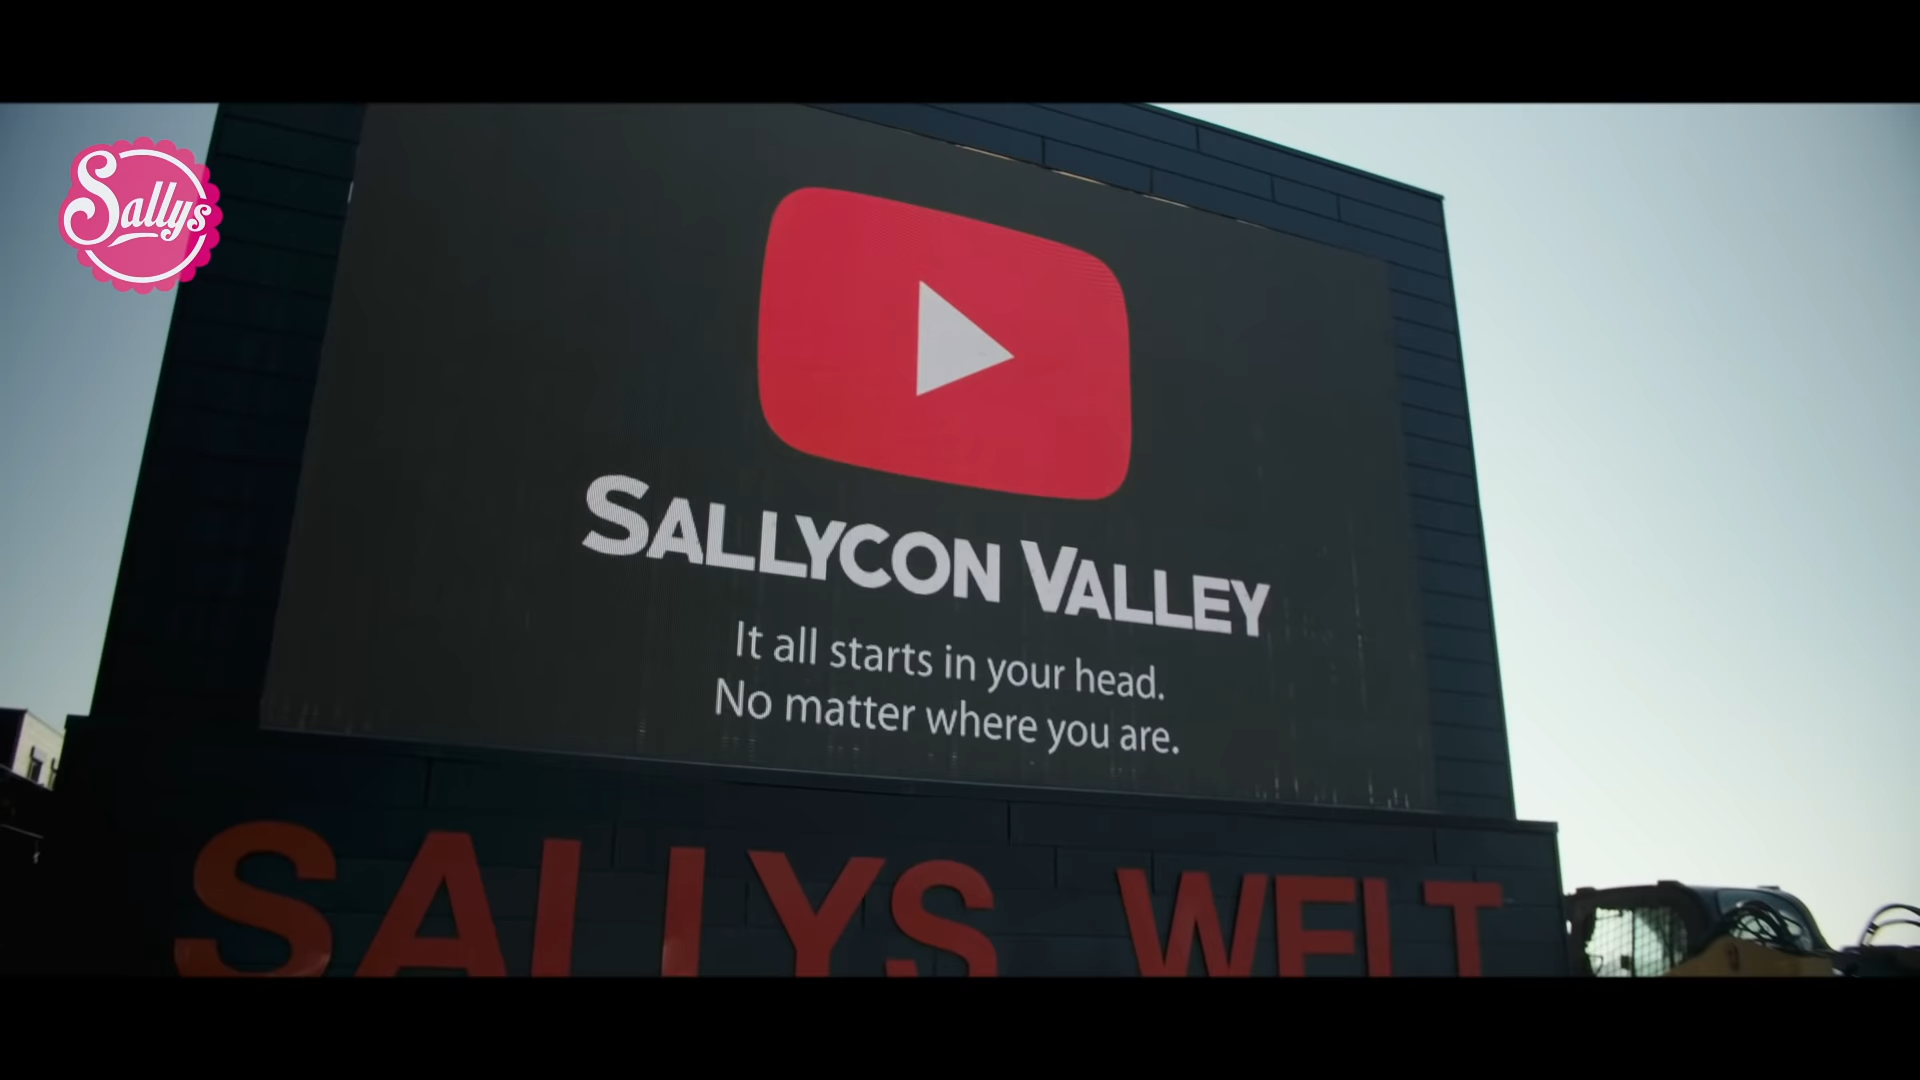 Sallys
SALLYCON VALLEY
It all starts in your head.
No matter where you are.
SALLYS WELT